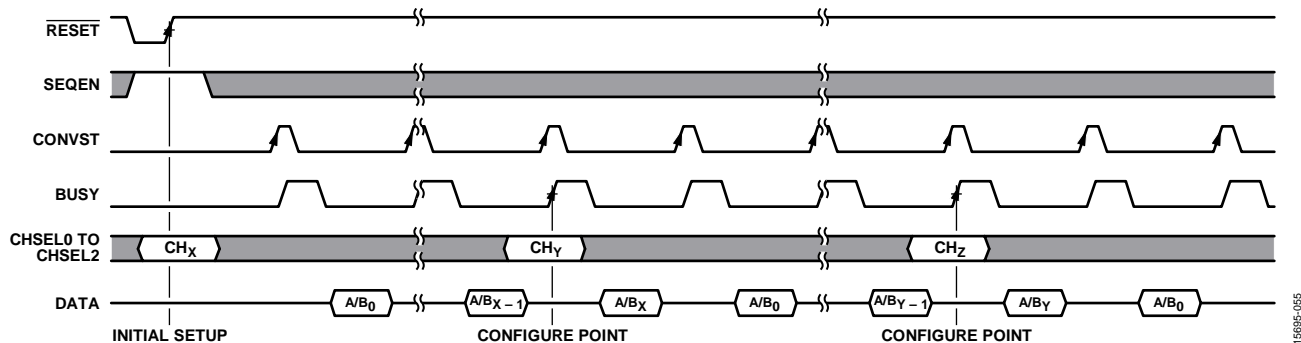 RESET
SEQEN
CONVST
BUSY
CHSEL0 TO
CHSEL2
CHX
CHY
CHZ
DATA
A/B0
A/BX – 1
A/BX
A/B0
A/BY – 1
A/BY
A/B0
INITIAL SETUP
CONFIGURE POINT
CONFIGURE POINT
15695-055